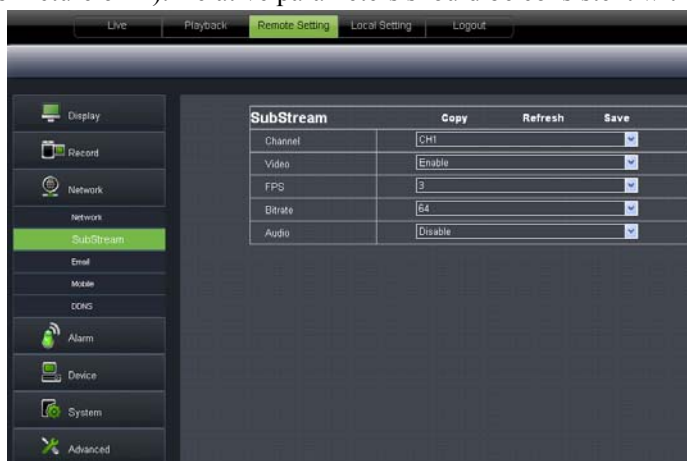 Live Playback Remote Setting Local Setting Logout
Display
Record
Network
Network
SubStream
Email
Mobile
DDNS
Alarm
Device
System
Advanced
SubStream Copy Refresh Save
Channel CH1
Video Enable
FPS 3
Bitrate 64
Audio Disable